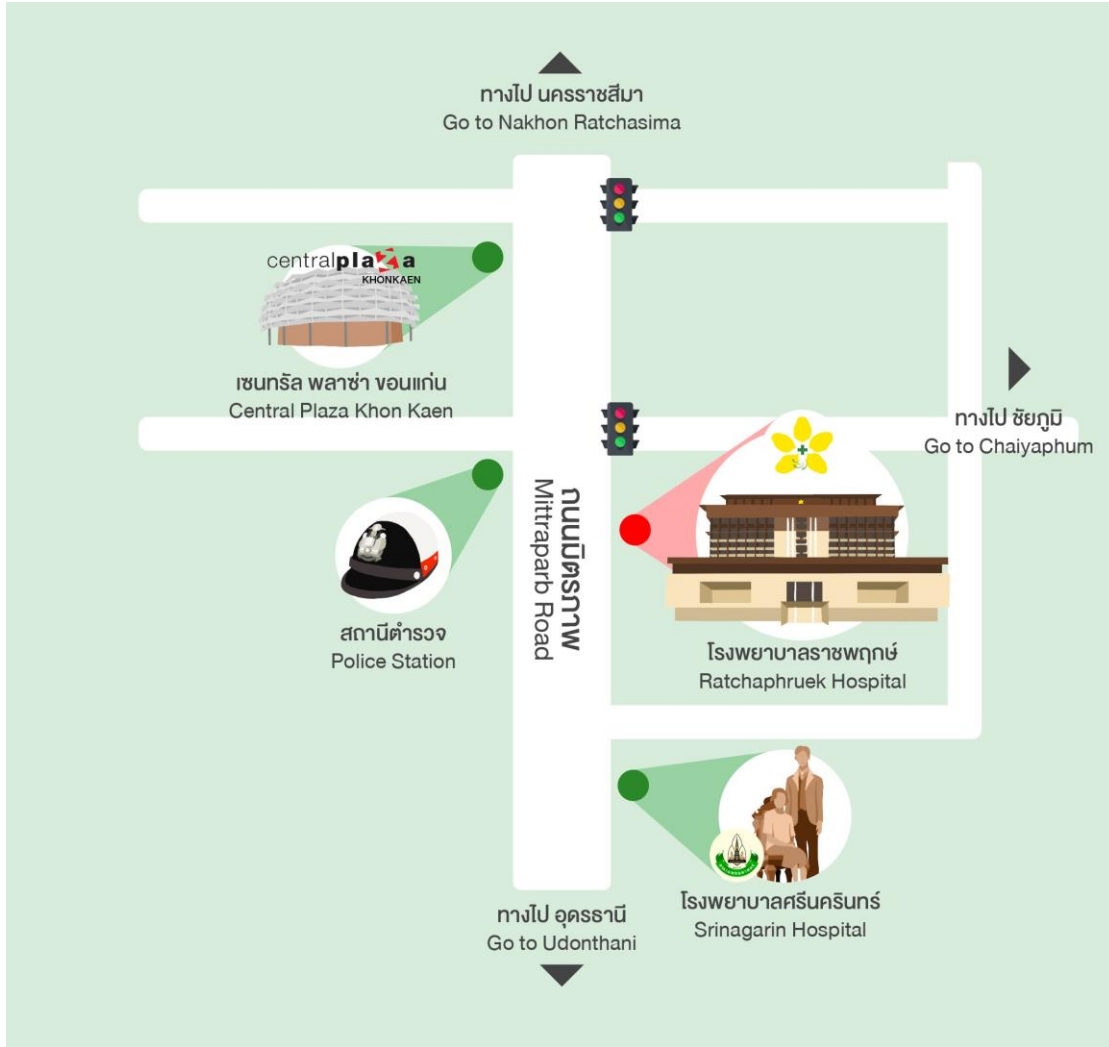 ทางไป นครราชสีมา
Go to Nakhon Ratchasima
centralplaza
KHONKAEN
เซนทรัล พลาซ่า ขอนแก่น
Central Plaza Khon Kaen
ทางไป ชัยภูมิ
Go to Chaiyaphum
ถนนมิตรภาพ
Mittraparb Road
สถานีตำรวจ
Police Station
โรงพยาบาลราชพฤกษ์
Ratchaphruek Hospital
โรงพยาบาลศรีนครินทร์
Srinagarin Hospital
ทางไป อุดรธานี
Go to Udonthani